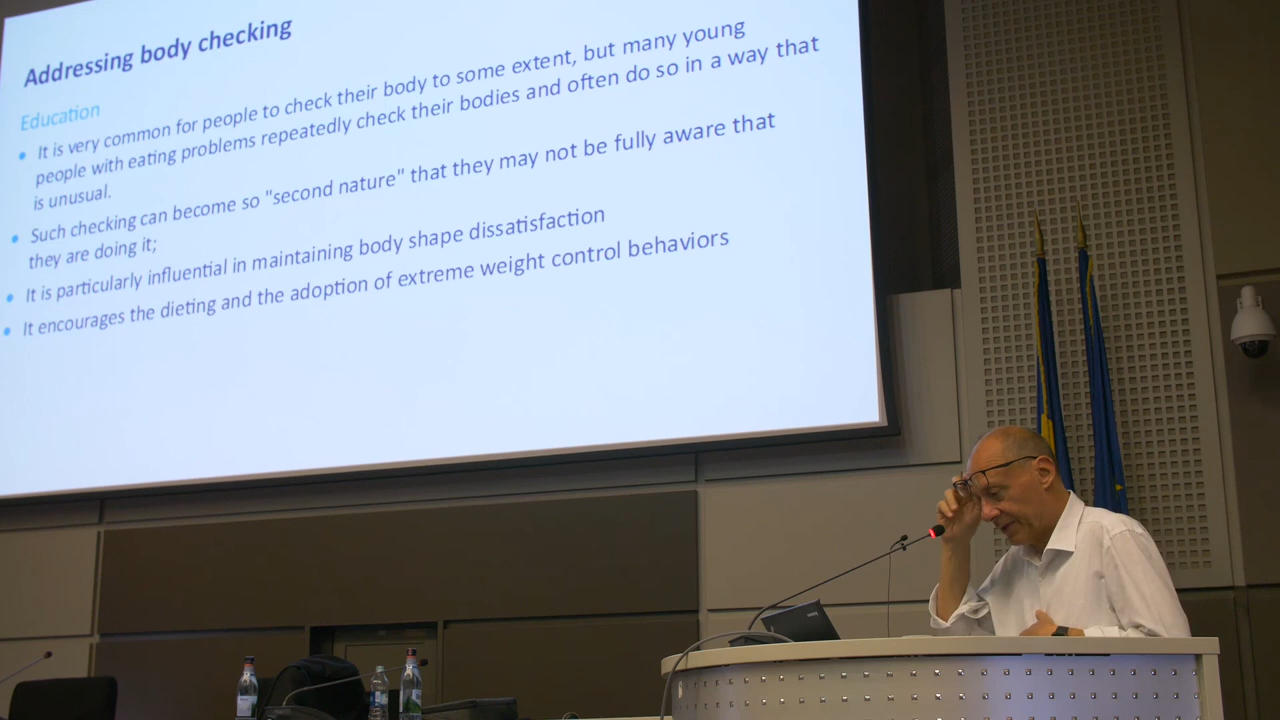 Addressing body checking
Education
• It is very common for people to check their body to some extent, but many young
people with eating problems repeatedly check their bodies and often do so in a way that
is unusual.
• Such checking can become so "second nature" that they may not be fully aware that
they are doing it;
• It is particularly influential in maintaining body shape dissatisfaction
• It encourages the dieting and the adoption of extreme weight control behaviors